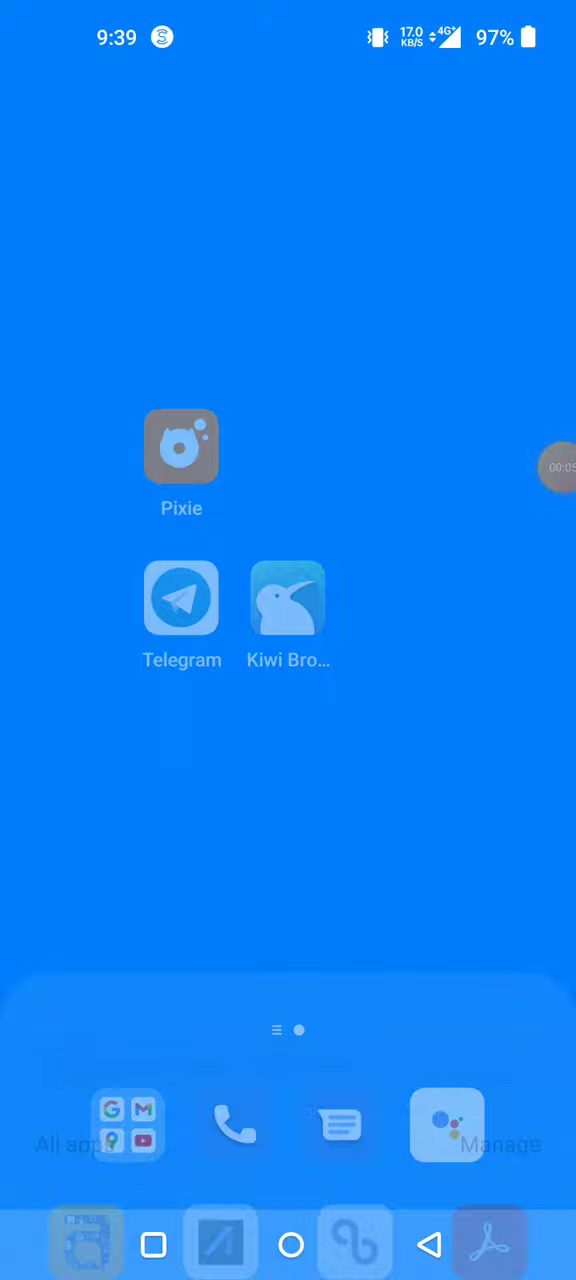 9:39 17.0 KB/S 4G+ 97%
00:05
Pixie
Telegram Kiwi Bro...
All apps Manage